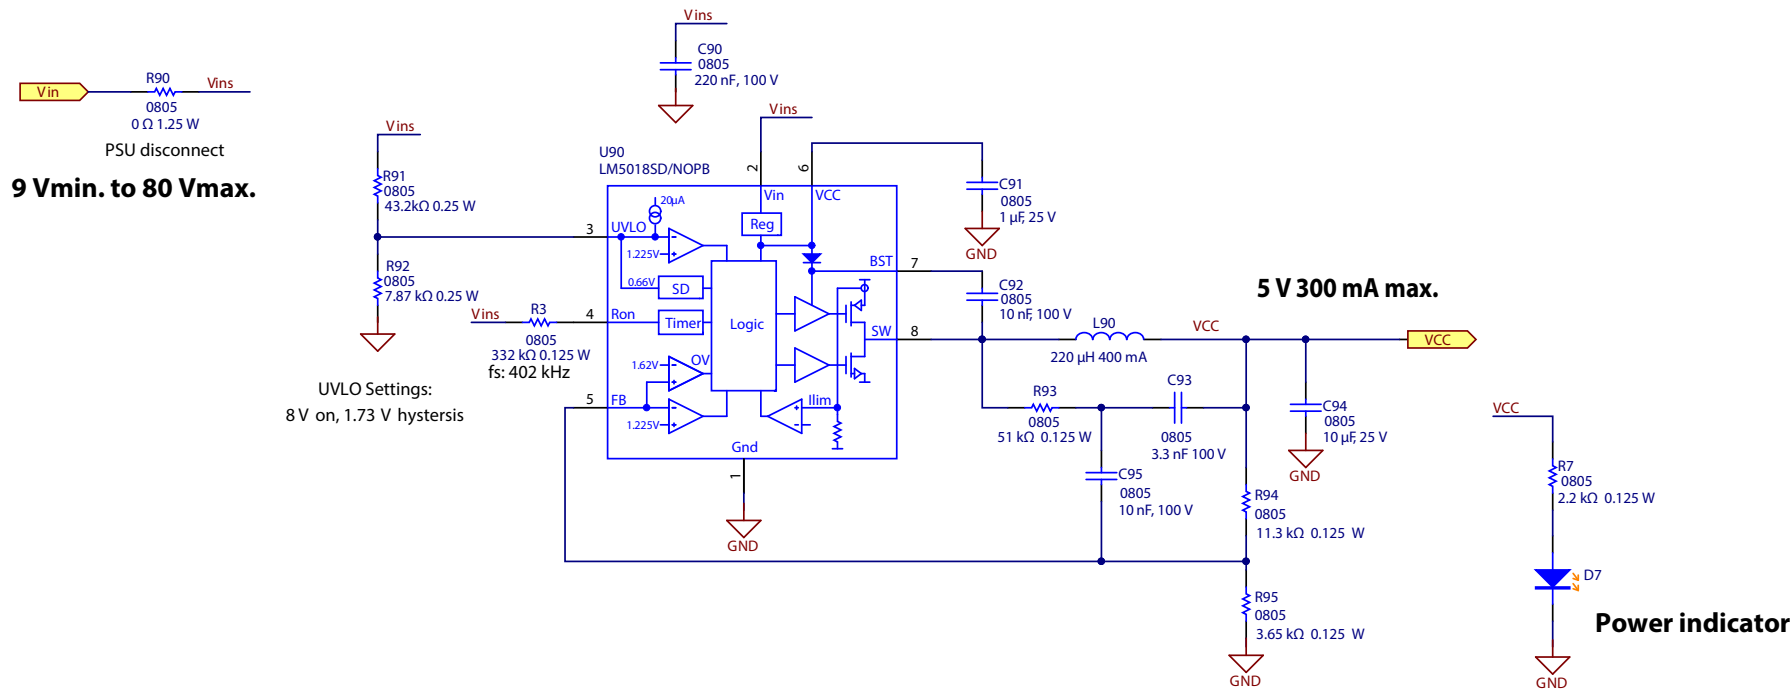 Vin
R90
Vins
0805
0 Ω 1.25 W
PSU disconnect
9 Vmin. to 80 Vmax.
Vins
C90
0805
220 nF, 100 V
Vins
R91
0805
43.2kΩ 0.25 W
R92
0805
7.87 kΩ 0.25 W
UVLO Settings:
8 V on, 1.73 V hystersis
Vins
R3
0805
332 kΩ 0.125 W
fs: 402 kHz
Vins
U90
LM5018SD/NOPB
2
6
3
4
5
7
8
1
Vin
VCC
20µA
Reg
UVLO
1.225V
BST
0.66V
SD
Ron
Timer
Logic
SW
1.62V
OV
FB
Ilim
1.225V
Gnd
GND
C91
0805
1 µF, 25 V
GND
C92
0805
10 nF, 100 V
5 V 300 mA max.
L90
220 µH 400 mA
VCC
VCC
R93
0805
51 kΩ 0.125 W
C93
0805
3.3 nF 100 V
C94
0805
10 µF, 25 V
GND
C95
0805
10 nF, 100 V
R94
0805
11.3 kΩ 0.125 W
R95
0805
3.65 kΩ 0.125 W
GND
VCC
R7
0805
2.2 kΩ 0.125 W
D7
Power indicator
GND